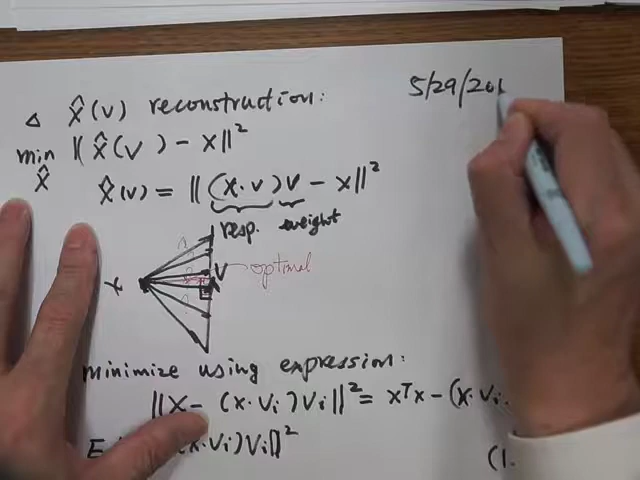 △ x̂(v) reconstruction: 5/29/201
min ‖ x̂(v) - x‖²
x̂ x̂(v) = ‖(x·v)v - x‖²
resp. weight
v optimal
x
minimize using expression:
‖x - (x·vᵢ)vᵢ‖² = xᵀx - (x·vᵢ
E x·vᵢ)vᵢ‖²
(1.